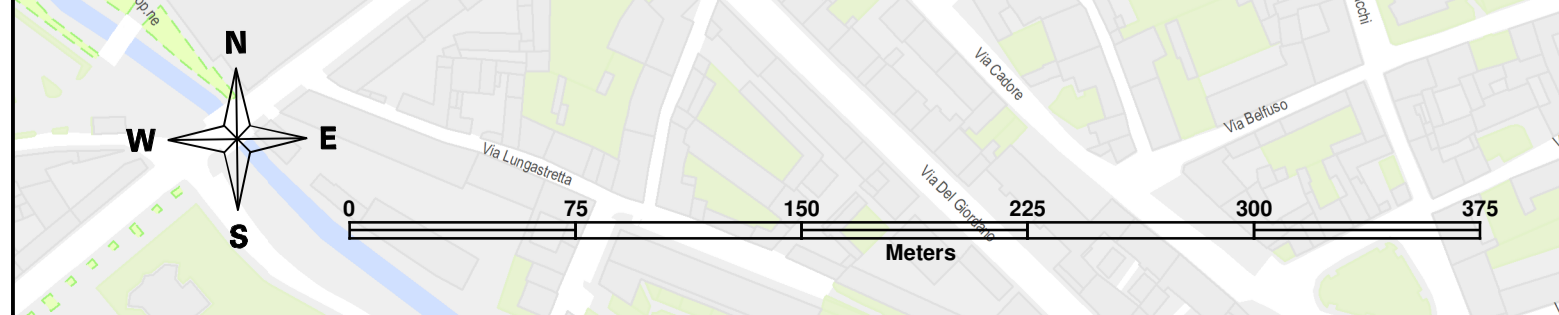 N
W
E
S
Via Lungastretta
Via Cadore
Via Belfuso
Via Del Giordano
0 75 150 225 300 375
Meters